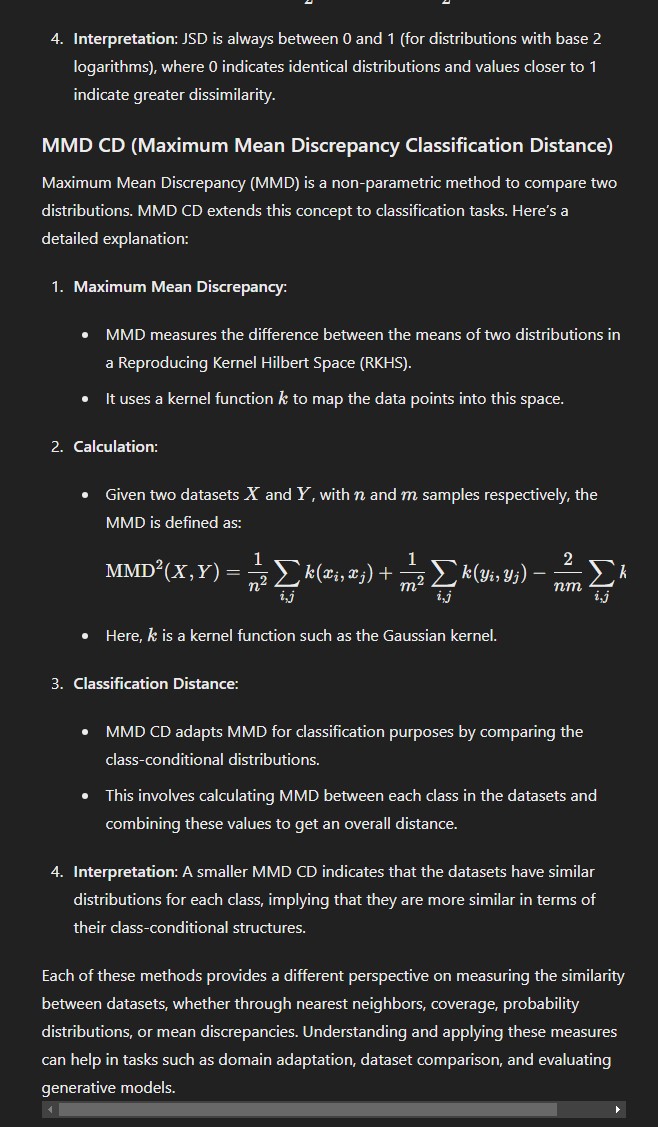 4. Interpretation: JSD is always between 0 and 1 (for distributions with base 2
logarithms), where 0 indicates identical distributions and values closer to 1
indicate greater dissimilarity.
MMD CD (Maximum Mean Discrepancy Classification Distance)
Maximum Mean Discrepancy (MMD) is a non-parametric method to compare two
distributions. MMD CD extends this concept to classification tasks. Here's a
detailed explanation:
1. Maximum Mean Discrepancy:
• MMD measures the difference between the means of two distributions in
a Reproducing Kernel Hilbert Space (RKHS).
• It uses a kernel function k to map the data points into this space.
2. Calculation:
• Given two datasets X and Y, with n and m samples respectively, the
MMD is defined as:
MMD²(X, Y) = 1/n² ∑_{i,j} k(x_i, x_j) + 1/m² ∑_{i,j} k(y_i, y_j) − 2/nm ∑_{i,j} k
• Here, k is a kernel function such as the Gaussian kernel.
3. Classification Distance:
• MMD CD adapts MMD for classification purposes by comparing the
class-conditional distributions.
• This involves calculating MMD between each class in the datasets and
combining these values to get an overall distance.
4. Interpretation: A smaller MMD CD indicates that the datasets have similar
distributions for each class, implying that they are more similar in terms of
their class-conditional structures.
Each of these methods provides a different perspective on measuring the similarity
between datasets, whether through nearest neighbors, coverage, probability
distributions, or mean discrepancies. Understanding and applying these measures
can help in tasks such as domain adaptation, dataset comparison, and evaluating
generative models.